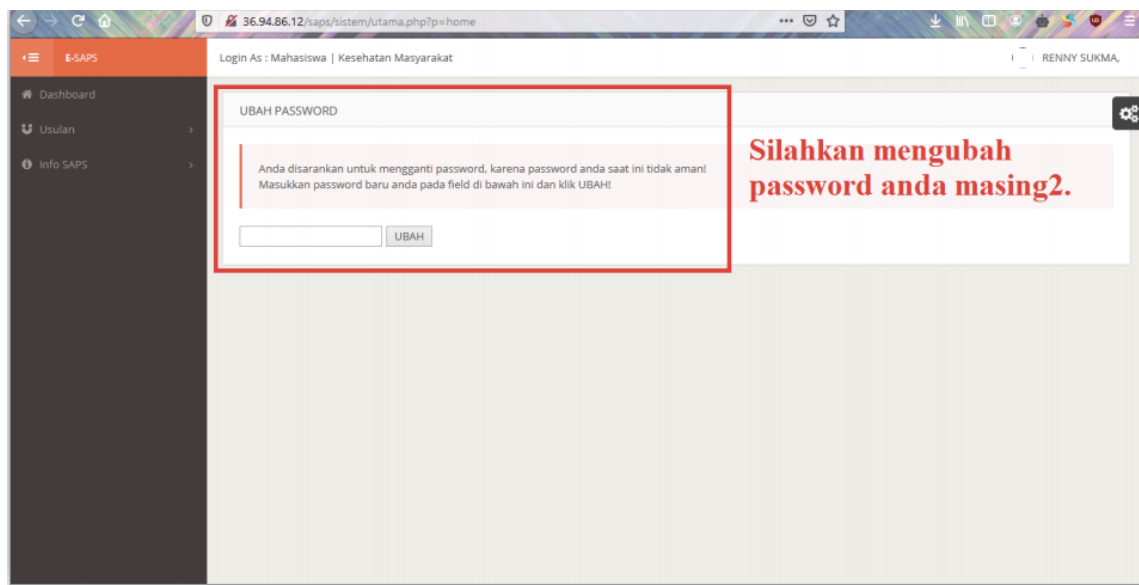 36.94.86.12/saps/sistem/utama.php?p=home
E-SAPS
Login As : Mahasiswa | Kesehatan Masyarakat
RENNY SUKMA,
Dashboard
Usulan
Info SAPS
UBAH PASSWORD
Anda disarankan untuk mengganti password, karena password anda saat ini tidak aman!
Masukkan password baru anda pada field di bawah ini dan klik UBAH!
UBAH
Silahkan mengubah
password anda masing2.